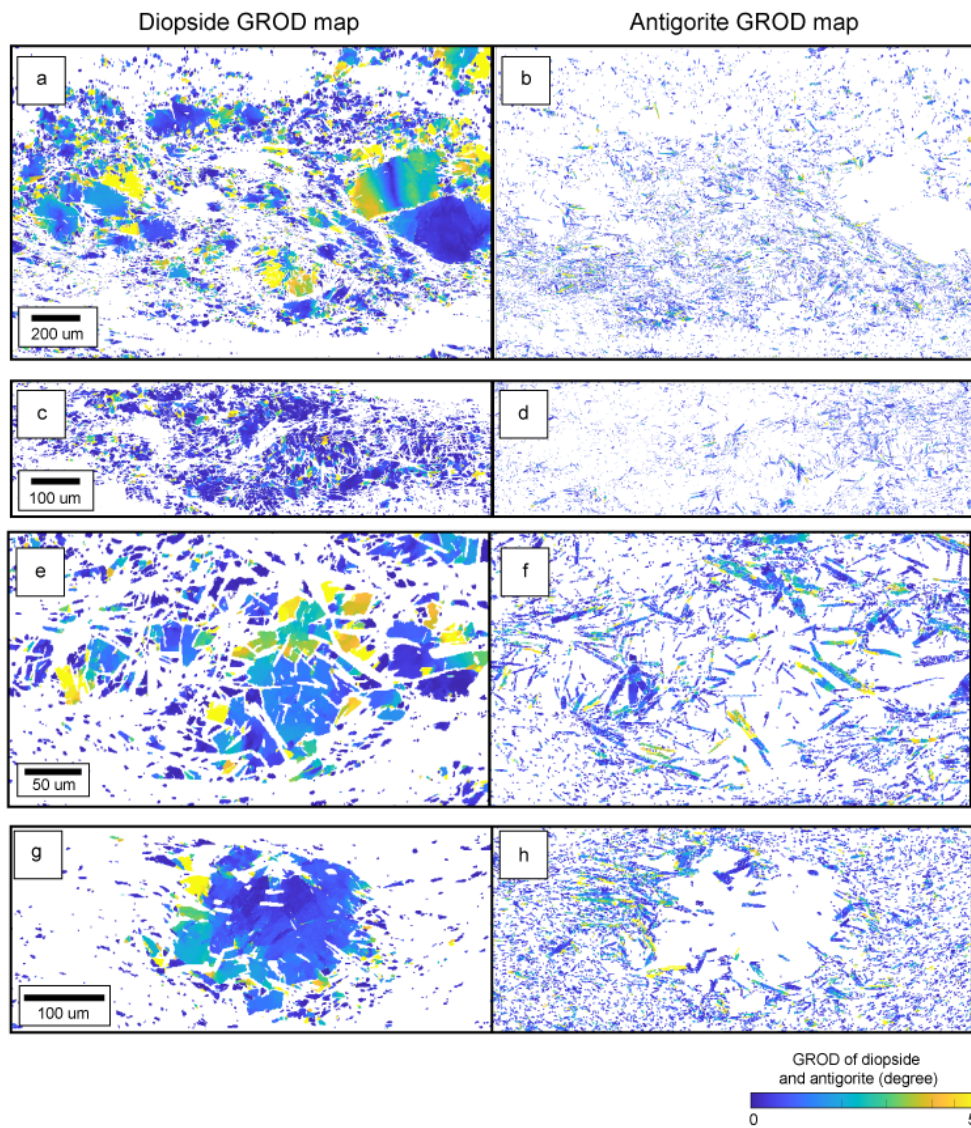 Diopside GROD map
Antigorite GROD map
a
b
200 um
c
d
100 um
e
f
50 um
g
h
100 um
GROD of diopside
and antigorite (degree)
0
5